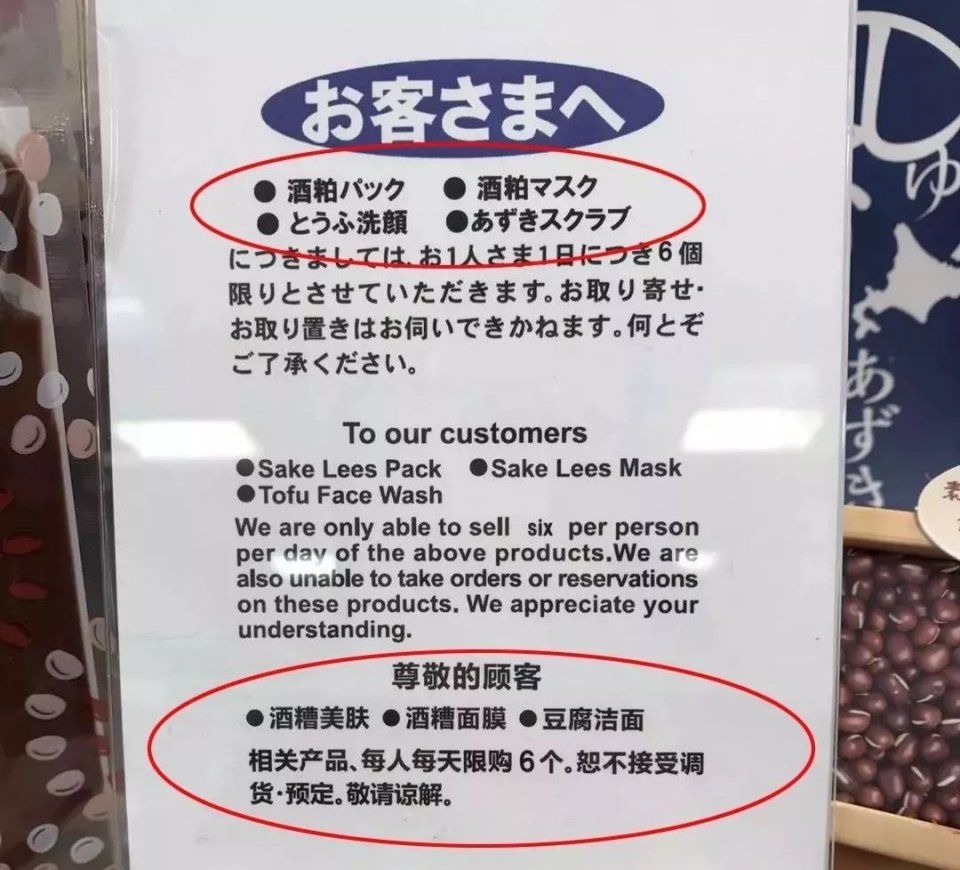 お客さまへ
● 酒粕パック ● 酒粕マスク
● とうふ洗顔 ●あずきスクラブ
につきましては、お1人さま1日につき6個
限りとさせていただきます。お取り寄せ・
お取り置きはお伺いできかねます。何とぞ
ご了承ください。
To our customers
●Sake Lees Pack ●Sake Lees Mask
●Tofu Face Wash
We are only able to sell six per person
per day of the above products.We are
also unable to take orders or reservations
on these products. We appreciate your
understanding.
尊敬的顾客
●酒糟美肤 ●酒糟面膜 ●豆腐洁面
相关产品、每人每天限购6个。恕不接受调
货·预定。敬请谅解。
ゆ
あずき